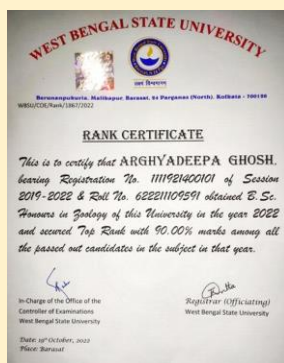 WEST BENGAL STATE UNIVERSITY
Berunanpukuria, Malikapur, Barasat, 24 Parganas (North), Kolkata - 700126
WBSU/COE/Rank/1867/2022
RANK CERTIFICATE
This is to certify that ARGHYADEEPA GHOSH.
bearing Registration No. 1111921400101 of Session
2019-2022 & Roll No. 622211109591 obtained B.Sc.
Honours in Zoology of this University in the year 2022
and secured Top Rank with 90.00% marks among all
the passed out candidates in the subject in that year.
In-Charge of the Office of the
Controller of Examinations
West Bengal State University
Registrar (Officiating)
West Bengal State University
Date: 19th October, 2022
Place: Barasat